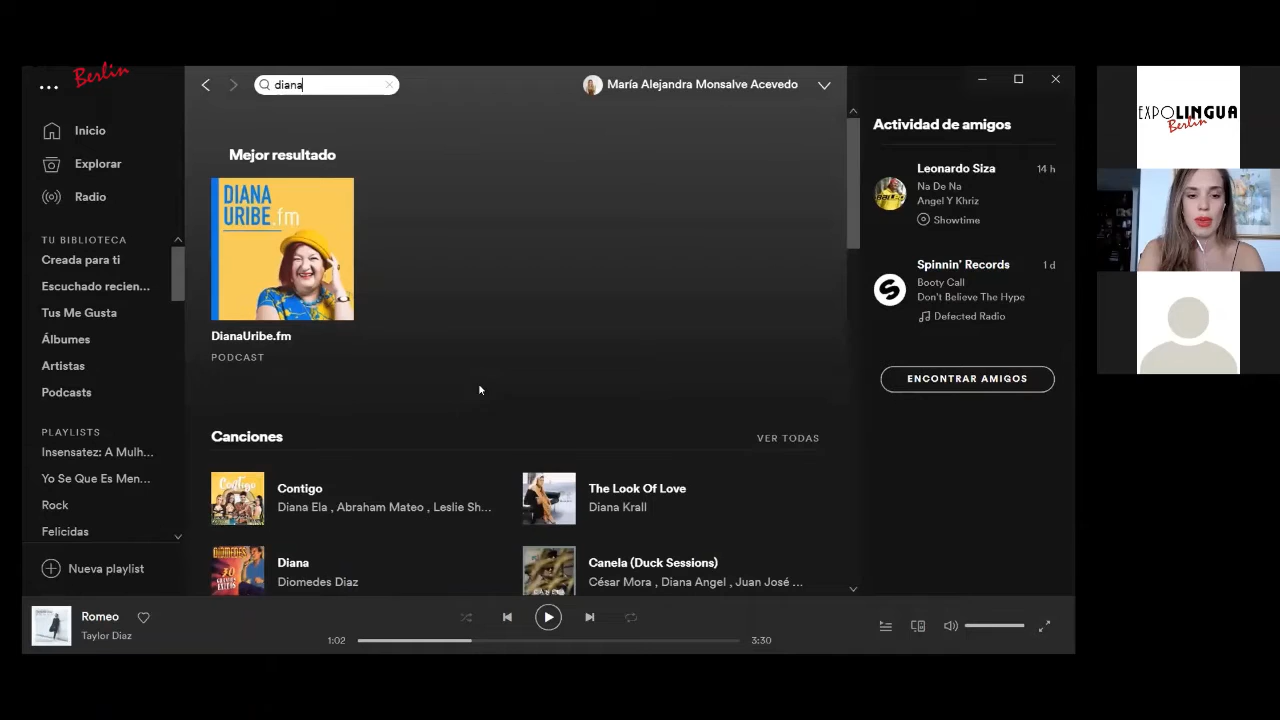 Berlin
diana
María Alejandra Monsalve Acevedo
Inicio
Explorar
Radio
TU BIBLIOTECA
Creada para ti
Escuchado recien...
Tus Me Gusta
Álbumes
Artistas
Podcasts
PLAYLISTS
Insensatez: A Mulh...
Yo Se Que Es Men...
Rock
Felicidas
Nueva playlist
Mejor resultado
DIANA
URIBE.fm
DianaUribe.fm
PODCAST
Canciones
VER TODAS
Contigo
Contigo
Diana Ela , Abraham Mateo , Leslie Sh...
The Look Of Love
Diana Krall
DIOMEDES
30
Diana
Diomedes Diaz
Canela (Duck Sessions)
César Mora , Diana Angel , Juan José ...
Actividad de amigos
Leonardo Siza
14 h
Na De Na
Angel Y Khriz
Showtime
Spinnin' Records
1 d
Booty Call
Don't Believe The Hype
Defected Radio
ENCONTRAR AMIGOS
Romeo
Taylor Diaz
1:02
3:30
EXPOLINGUA
Berlin